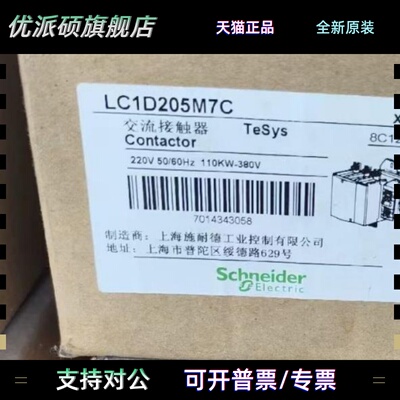 优派硕旗舰店
天猫正品
全新原装
LC1D205M7C
交流接触器 TeSys
Contactor
220V 50/60Hz 110KW-380V
7014343058
制造商：上海施耐德工业控制有限公司
地址：上海市普陀区绥德路629号
Schneider
Electric
支持对公
可开普票/专票